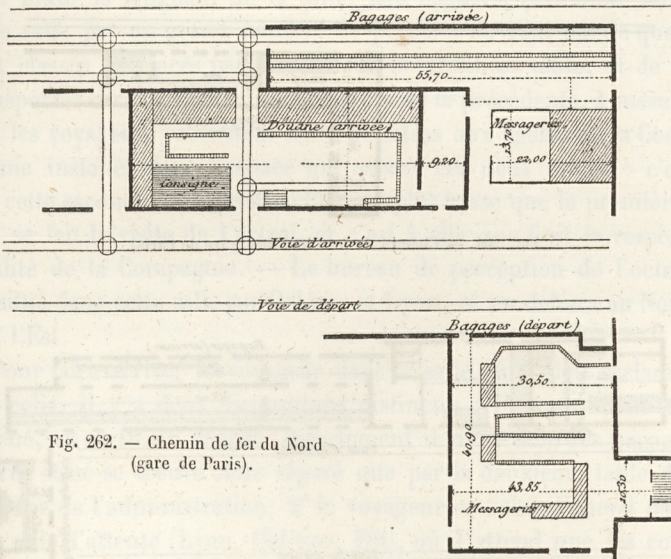 Bagages (arrivée)
65,70
Messageries
Douane (arrivée)
13,70
9,20
22,00
Consigne
Voie d'arrivée
Voie de départ
Bagages (départ)
30,50
40,90
Fig. 262. — Chemin de fer du Nord
(gare de Paris).
43,85
Messageries